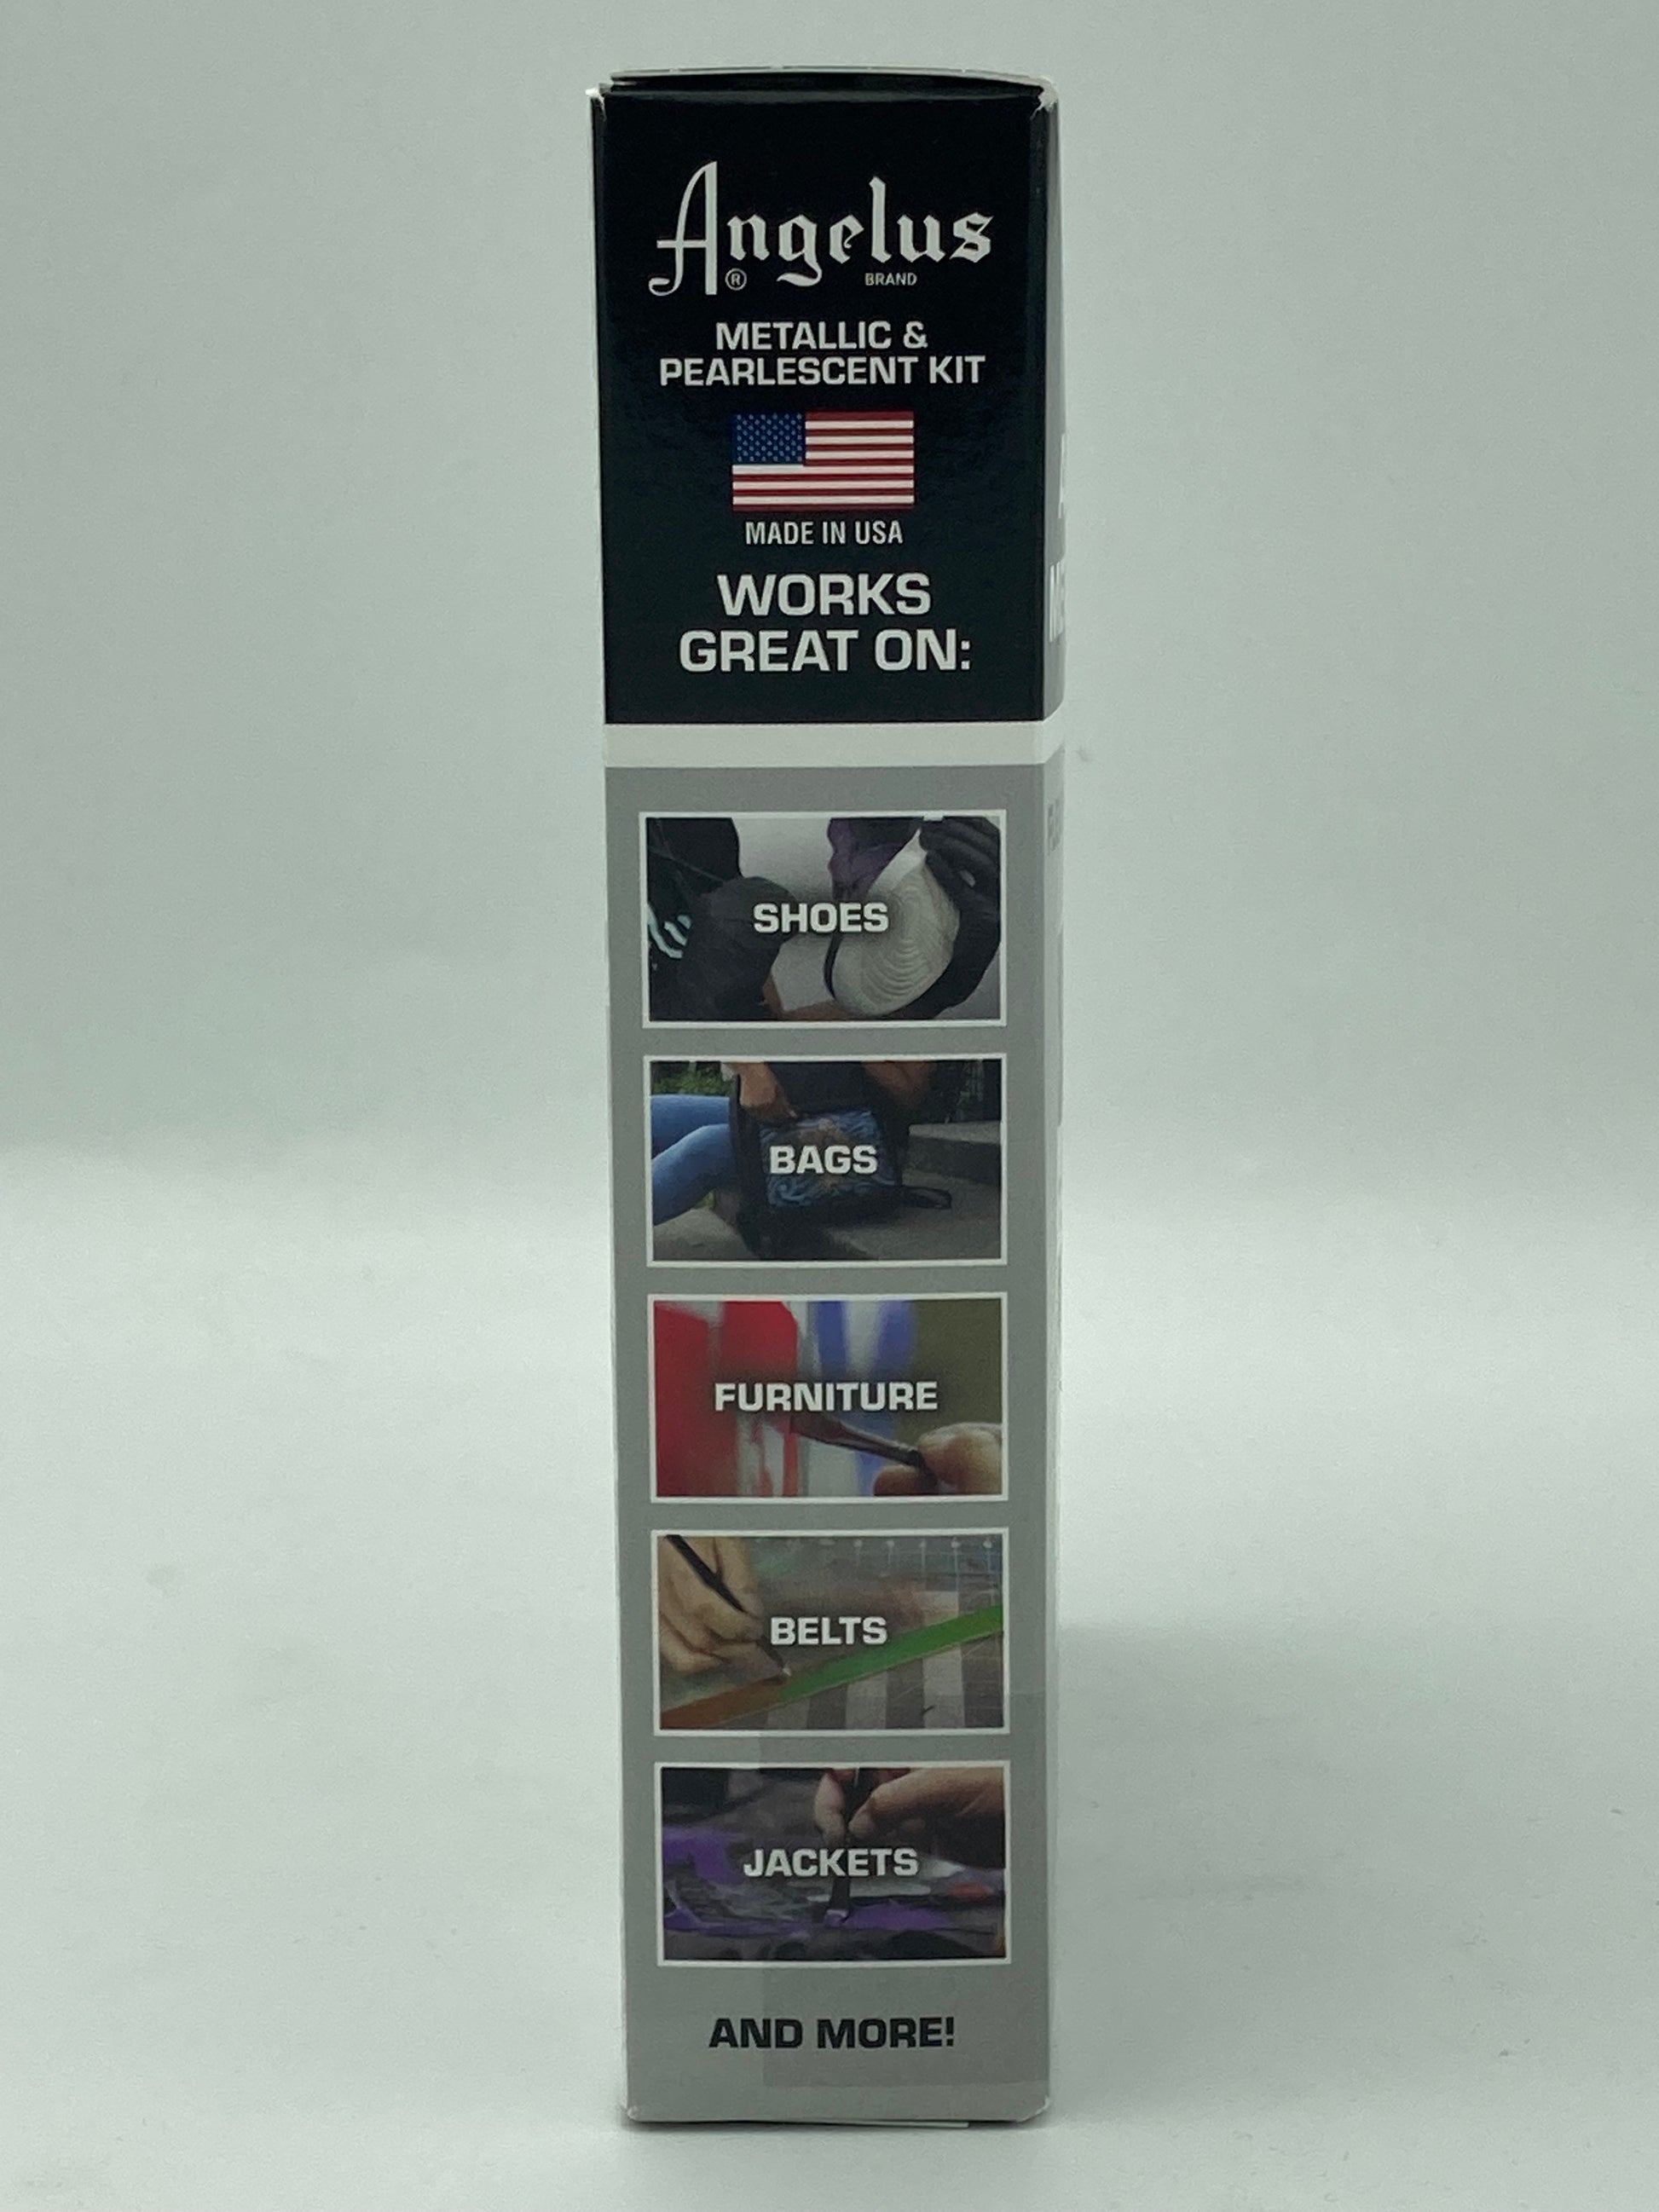 Angelus
® BRAND
METALLIC &
PEARLESCENT KIT
MADE IN USA
WORKS
GREAT ON:
SHOES
BAGS
FURNITURE
BELTS
JACKETS
AND MORE!